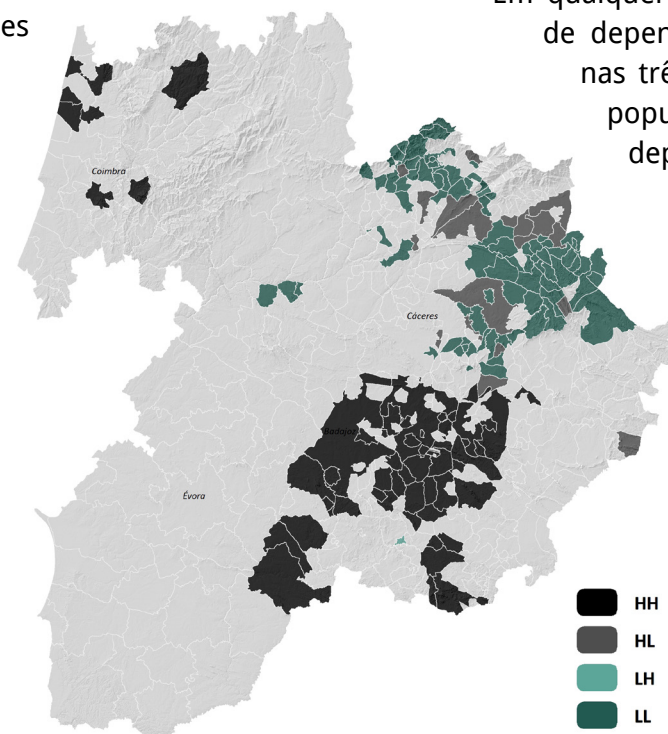 es
Em qualquer
de depen
nas trê
popu
dep
Coimbra
Cáceres
Badajoz
Évora
HH
HL
LH
LL